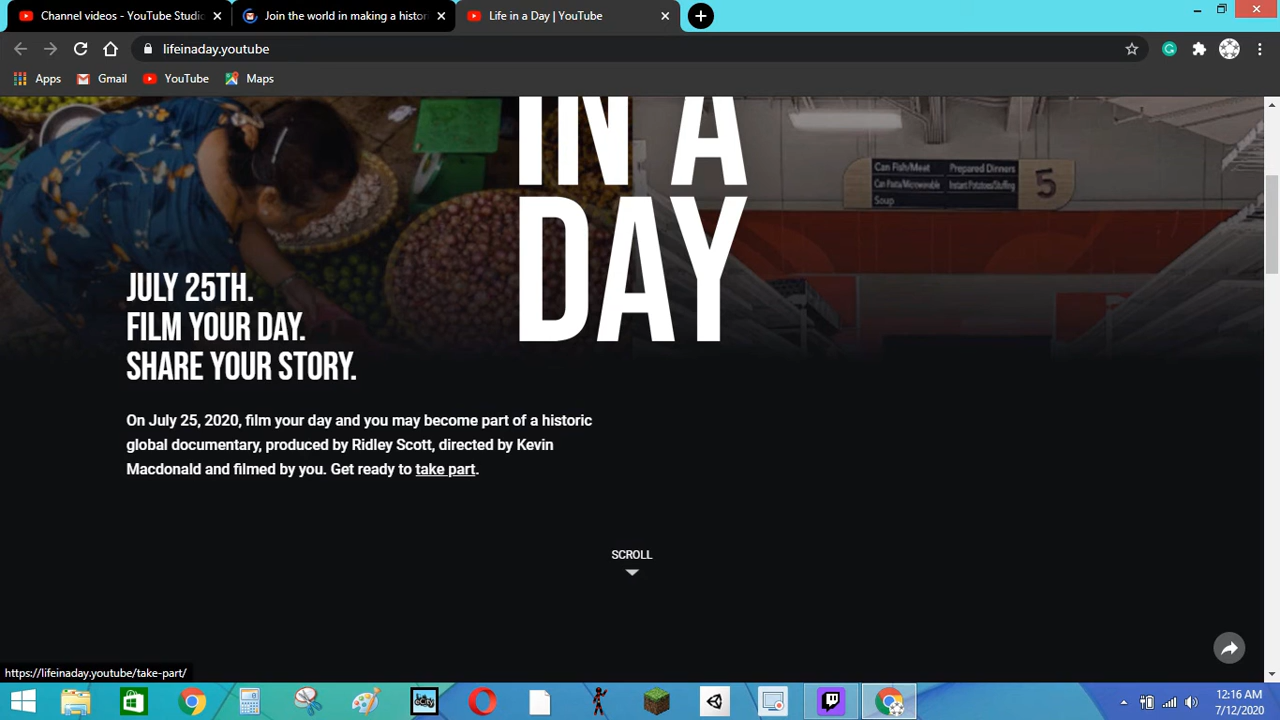 Channel videos - YouTube Studio
Join the world in making a histor
Life in a Day | YouTube
lifeinaday.youtube
Apps
Gmail
YouTube
Maps
IN A
DAY
Can Fish/Meet
Prepared Dinners
Can Pasta/Microwavable
Instant Potatoes/Stuffing
Soup
5
JULY 25TH.
FILM YOUR DAY.
SHARE YOUR STORY.
On July 25, 2020, film your day and you may become part of a historic
global documentary, produced by Ridley Scott, directed by Kevin
Macdonald and filmed by you. Get ready to take part.
SCROLL
https://lifeinaday.youtube/take-part/
12:16 AM
7/12/2020